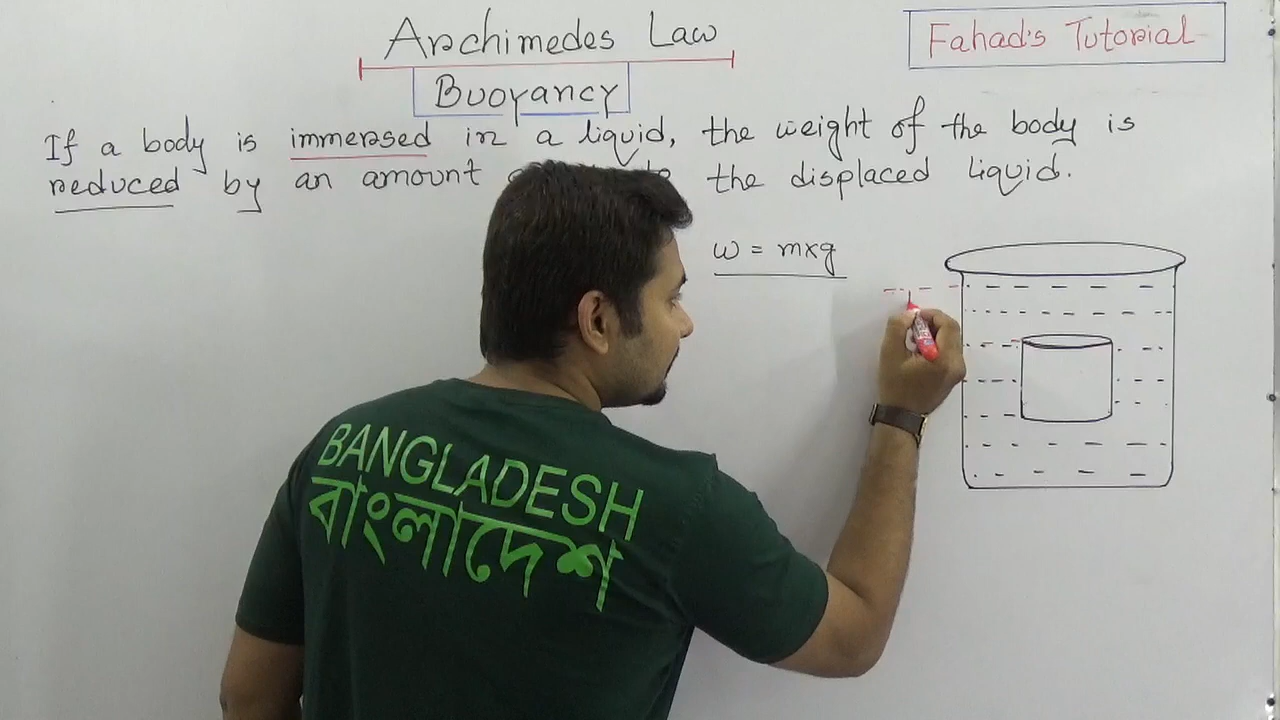 Archimedes Law
Fahad's Tutorial
Buoyancy
If a body is immersed in a liquid, the weight of the body is
reduced by an amount to the displaced liquid.
w = mxg
BANGLADESH
বাংলাদেশ